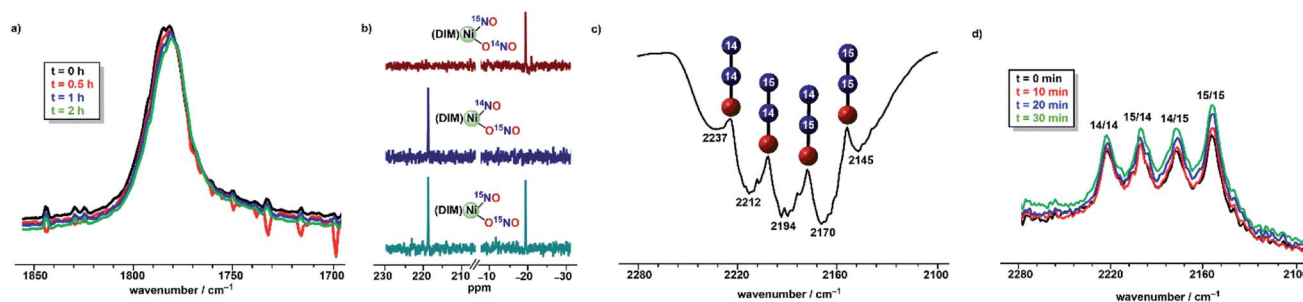 a)
t = 0 h
t = 0.5 h
t = 1 h
t = 2 h
1850
1800
1750
1700
wavenumber / cm⁻¹
b)
(DIM)Ni
¹⁵NO
O¹⁴NO
(DIM)Ni
¹⁴NO
O¹⁵NO
(DIM)Ni
¹⁵NO
O¹⁵NO
230
220
210
-10
-20
-30
ppm
c)
14
14
15
14
14
15
15
15
2237
2212
2194
2170
2145
2280
2220
2160
2100
wavenumber / cm⁻¹
d)
t = 0 min
t = 10 min
t = 20 min
t = 30 min
14/14
15/14
14/15
15/15
2280
2220
2160
wavenumber / cm⁻¹